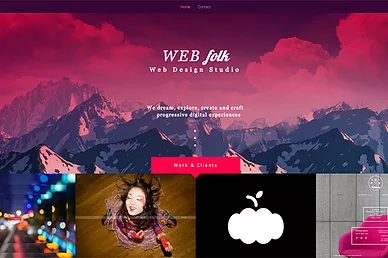 Home Contact
WEB folk
Web Design Studio
We dream, explore, create and craft
progressive digital experiences
Work & Clients